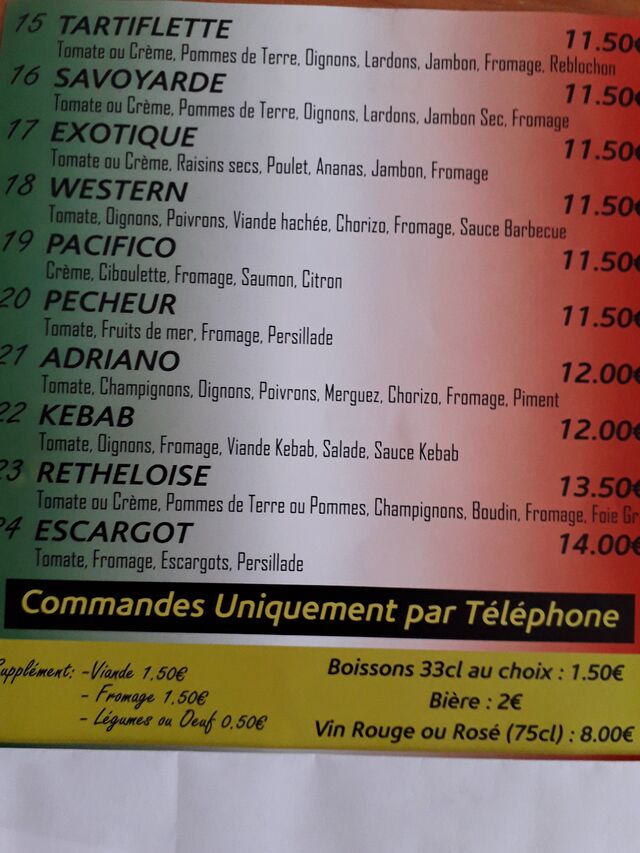 15 TARTIFLETTE 11.50€
Tomate ou Crème, Pommes de Terre, Oignons, Lardons, Jambon, Fromage, Reblochon
16 SAVOYARDE 11.50€
Tomate ou Crème, Pommes de Terre, Oignons, Lardons, Jambon Sec, Fromage
17 EXOTIQUE 11.50€
Tomate ou Crème, Raisins secs, Poulet, Ananas, Jambon, Fromage
18 WESTERN 11.50€
Tomate, Oignons, Poivrons, Viande hachée, Chorizo, Fromage, Sauce Barbecue
19 PACIFICO 11.50€
Crème, Ciboulette, Fromage, Saumon, Citron
20 PECHEUR 11.50€
Tomate, Fruits de mer, Fromage, Persillade
21 ADRIANO 12.00€
Tomate, Champignons, Oignons, Poivrons, Merguez, Chorizo, Fromage, Piment
22 KEBAB 12.00€
Tomate, Oignons, Fromage, Viande Kebab, Salade, Sauce Kebab
23 RETHELOISE 13.50€
Tomate ou Crème, Pommes de Terre ou Pommes, Champignons, Boudin, Fromage, Foie Gr
24 ESCARGOT 14.00€
Tomate, Fromage, Escargots, Persillade
Commandes Uniquement par Téléphone
Supplément: -Viande 1,50€
- Fromage 1,50€
- Légumes ou Oeuf 0,50€
Boissons 33cl au choix : 1.50€
Bière : 2€
Vin Rouge ou Rosé (75cl) : 8.00€